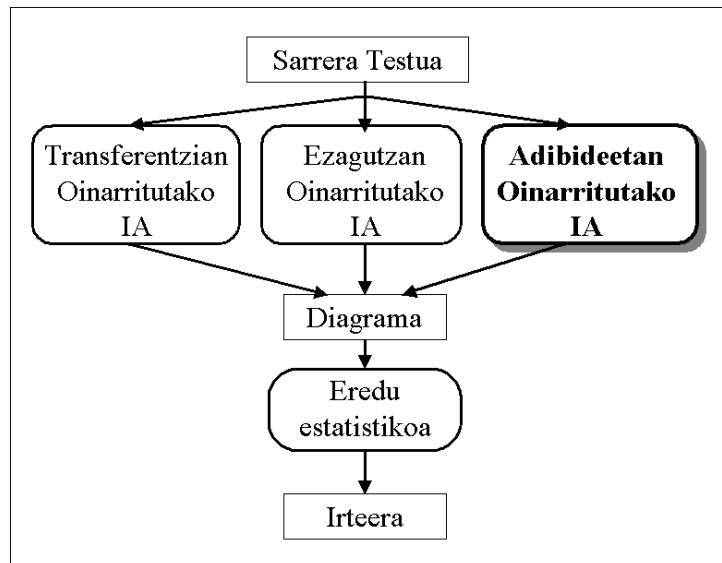 Sarrera Testua
Transferentzian
Oinarritutako
IA
Ezagutzan
Oinarritutako
IA
Adibideetan
Oinarritutako
IA
Diagrama
Eredu
estatistikoa
Irteera